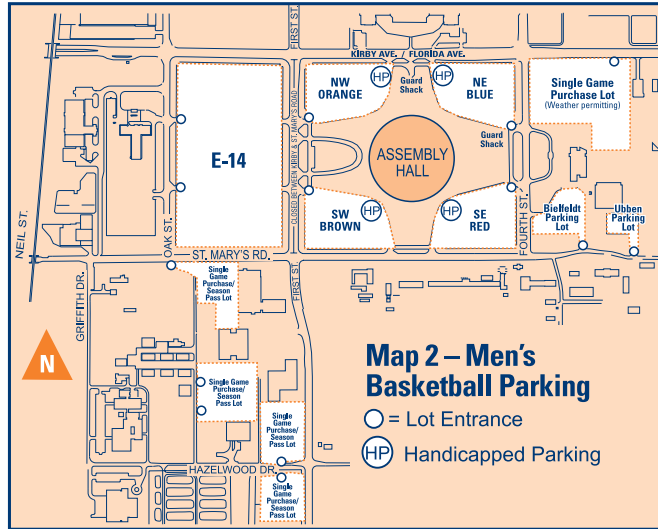 FIRST ST.
KIRBY AVE. / FLORIDA AVE.
NW
ORANGE
HP
Guard
Shack
HP
NE
BLUE
Single Game
Purchase Lot
(Weather permitting)
E-14
CLOSED BETWEEN KIRBY & ST. MARY'S ROAD
ASSEMBLY
HALL
Guard
Shack
SW
BROWN
HP
HP
SE
RED
FOURTH ST.
Bielfeldt
Parking
Lot
Ubben
Parking
Lot
NEIL ST.
OAK ST.
ST. MARY'S RD.
GRIFFITH DR.
Single
Game
Purchase/
Season
Pass Lot
FIRST ST
N
Single Game
Purchase/
Season
Pass Lot
Single
Game
Purchase/
Season
Pass Lot
HAZELWOOD DR.
Single
Game
Purchase/
Season
Pass Lot
Map 2 – Men's
Basketball Parking
= Lot Entrance
HP Handicapped Parking